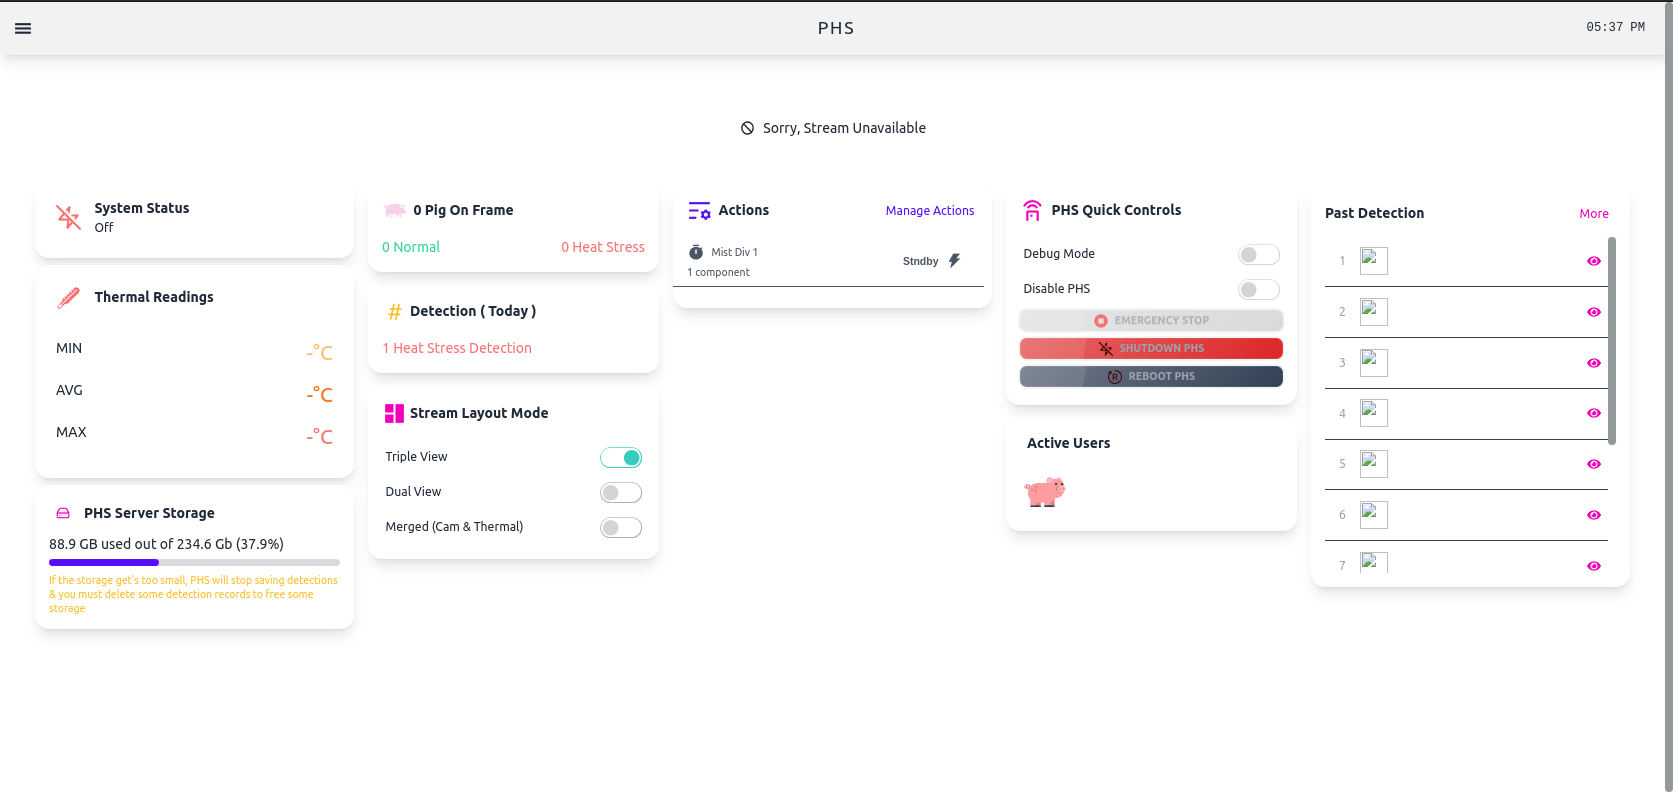 PHS
05:37 PM
Sorry, Stream Unavailable
System Status
Off
Thermal Readings
MIN
-°C
AVG
-°C
MAX
-°C
PHS Server Storage
88.9 GB used out of 234.6 Gb (37.9%)
If the storage get's too small, PHS will stop saving detections
& you must delete some detection records to free some
storage
0 Pig On Frame
0 Normal
0 Heat Stress
# Detection ( Today )
1 Heat Stress Detection
Stream Layout Mode
Triple View
Dual View
Merged (Cam & Thermal)
Actions
Manage Actions
Mist Div 1
1 component
Stndby
PHS Quick Controls
Debug Mode
Disable PHS
EMERGENCY STOP
SHUTDOWN PHS
REBOOT PHS
Active Users
Past Detection
More
1
2
3
4
5
6
7